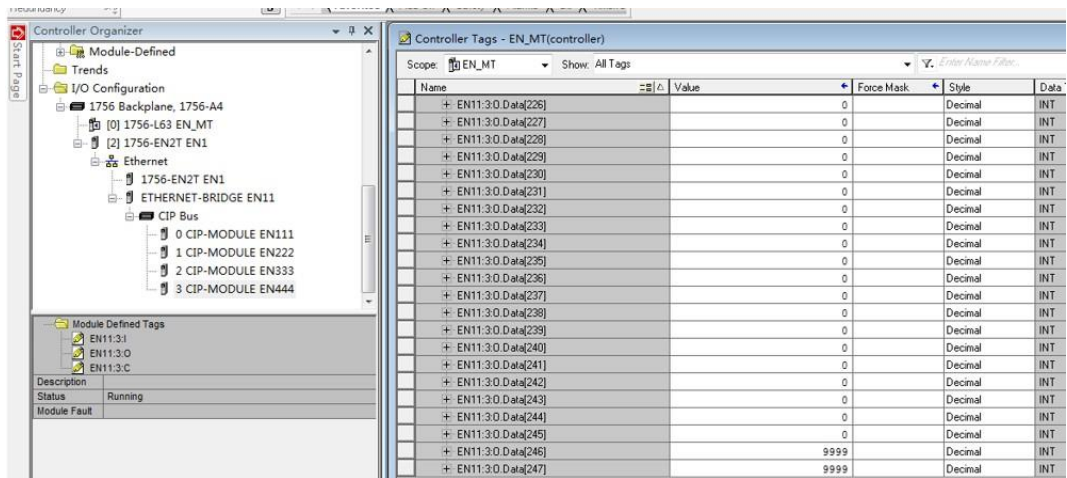 Start Page
Controller Organizer
Module-Defined
Trends
I/O Configuration
1756 Backplane, 1756-A4
[0] 1756-L63 EN_MT
[2] 1756-EN2T EN1
Ethernet
1756-EN2T EN1
ETHERNET-BRIDGE EN11
CIP Bus
0 CIP-MODULE EN111
1 CIP-MODULE EN222
2 CIP-MODULE EN333
3 CIP-MODULE EN444
Module Defined Tags
EN11:3:I
EN11:3:O
EN11:3:C
Description
Status Running
Module Fault
Controller Tags - EN_MT(controller)
Scope: EN_MT Show: All Tags Enter Name Filter...
Name Value Force Mask Style Data T
EN11:3:O.Data[226] 0 Decimal INT
EN11:3:O.Data[227] 0 Decimal INT
EN11:3:O.Data[228] 0 Decimal INT
EN11:3:O.Data[229] 0 Decimal INT
EN11:3:O.Data[230] 0 Decimal INT
EN11:3:O.Data[231] 0 Decimal INT
EN11:3:O.Data[232] 0 Decimal INT
EN11:3:O.Data[233] 0 Decimal INT
EN11:3:O.Data[234] 0 Decimal INT
EN11:3:O.Data[235] 0 Decimal INT
EN11:3:O.Data[236] 0 Decimal INT
EN11:3:O.Data[237] 0 Decimal INT
EN11:3:O.Data[238] 0 Decimal INT
EN11:3:O.Data[239] 0 Decimal INT
EN11:3:O.Data[240] 0 Decimal INT
EN11:3:O.Data[241] 0 Decimal INT
EN11:3:O.Data[242] 0 Decimal INT
EN11:3:O.Data[243] 0 Decimal INT
EN11:3:O.Data[244] 0 Decimal INT
EN11:3:O.Data[245] 0 Decimal INT
EN11:3:O.Data[246] 9999 Decimal INT
EN11:3:O.Data[247] 9999 Decimal INT